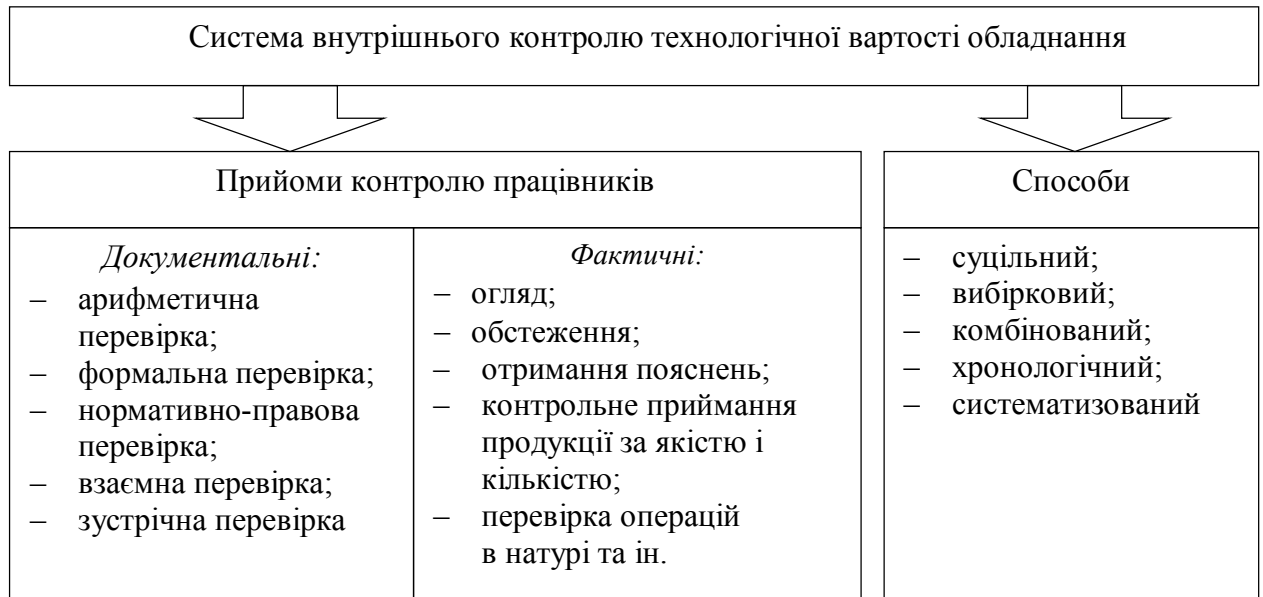 Система внутрішнього контролю технологічної вартості обладнання
Прийоми контролю працівників
Документальні:
– арифметична
перевірка;
– формальна перевірка;
– нормативно-правова
перевірка;
– взаємна перевірка;
– зустрічна перевірка
Фактичні:
– огляд;
– обстеження;
– отримання пояснень;
– контрольне приймання
продукції за якістю і
кількістю;
– перевірка операцій
в натурі та ін.
Способи
– суцільний;
– вибірковий;
– комбінований;
– хронологічний;
– систематизований